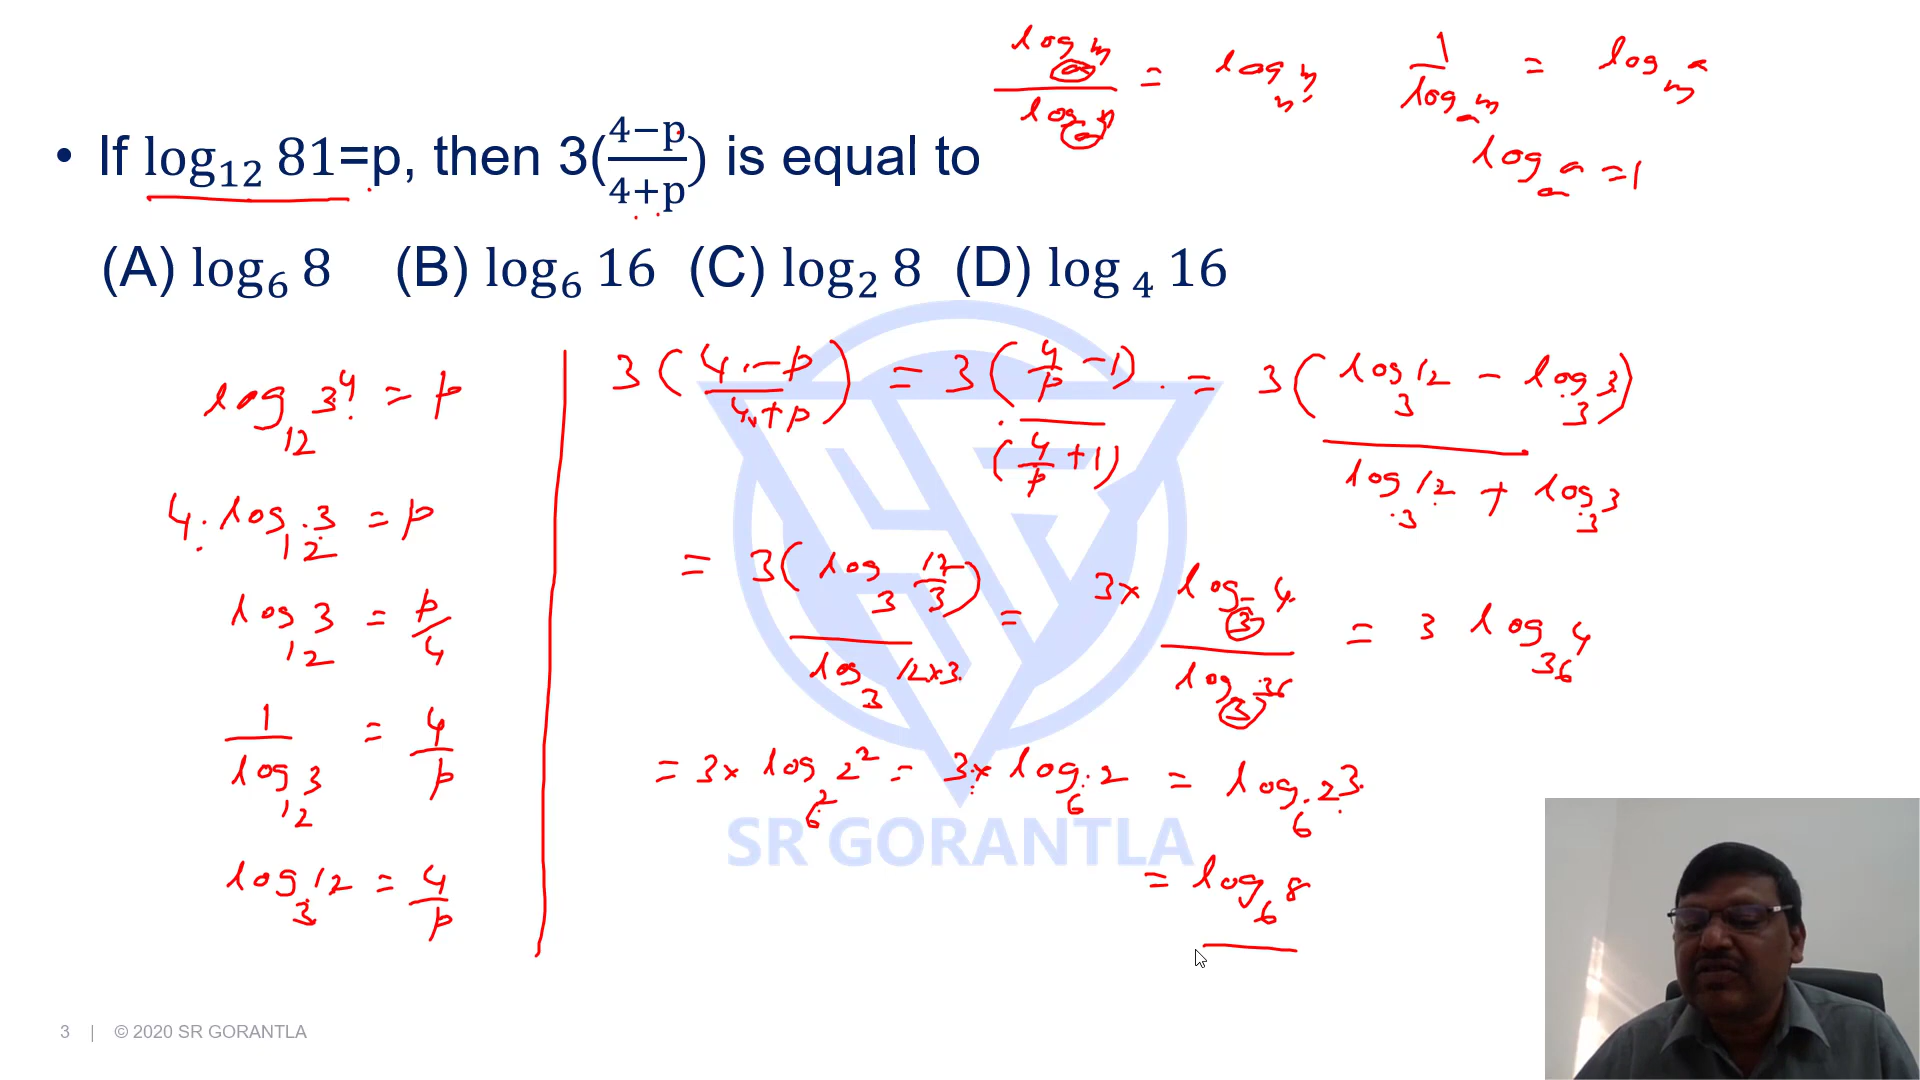 log_a m / log_a n = log_n m    1 / log_a m = log_m a
log_a a = 1
• If log₁₂ 81=p, then 3((4−p)/(4+p)) is equal to
(A) log₆ 8 (B) log₆ 16 (C) log₂ 8 (D) log ₄ 16
log₁₂ 3⁴ = p
4 . log₁₂ 3 = p
log₁₂ 3 = p/4
1 / log₁₂ 3 = 4/p
log₃ 12 = 4/p
3((4−p)/(4+p)) = 3(4/p −1) / (4/p +1) = 3(log₃ 12 − log₃ 3) / (log₃ 12 + log₃ 3)
= 3(log₃ 12/3) / (log₃ 12×3) = 3× log₃ 4 / log₃ 36 = 3 log₃₆ 4
= 3× log_6² 2² = 3× log₆ 2 = log₆ 2³
= log₆ 8
SR GORANTLA
3 | © 2020 SR GORANTLA